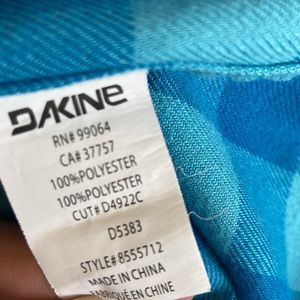 DAKINE
RN# 99064
CA# 37757
100%POLYESTER
100%POLYESTER
CUT# D4922C
D5383
STYLE#8555712
MADE IN CHINA
FABRIQUE EN CHINE